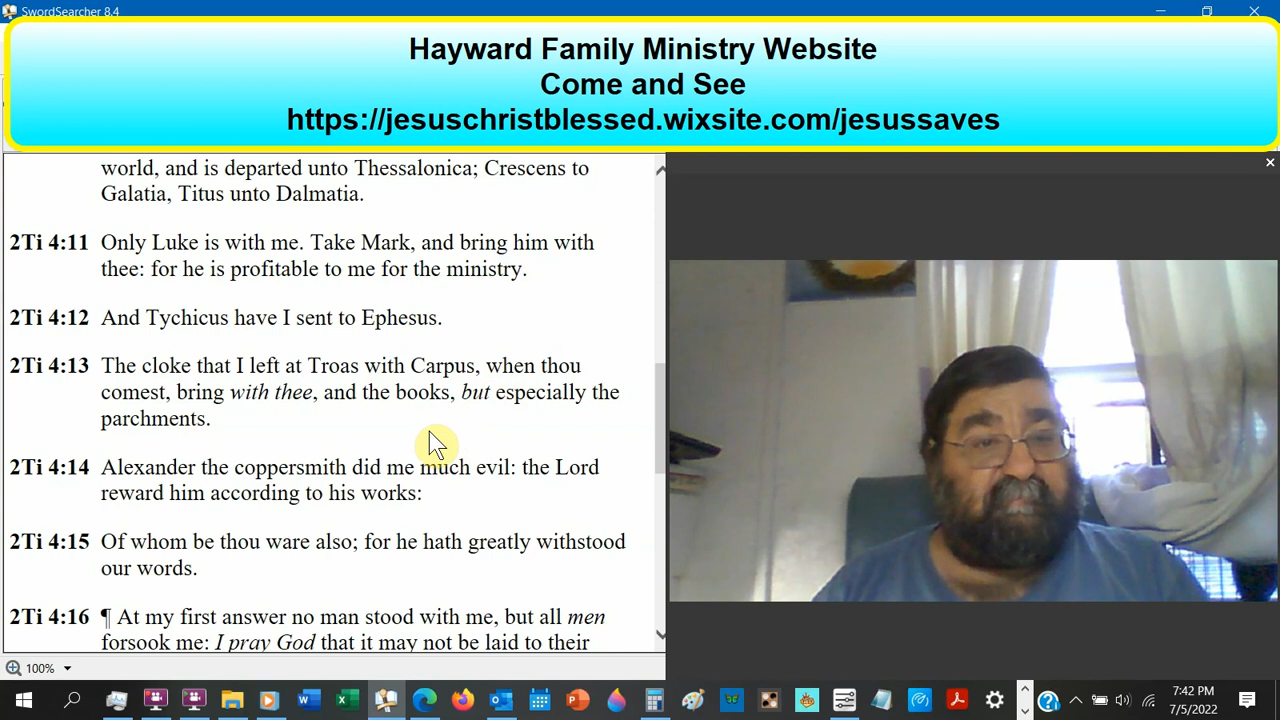 SwordSearcher 8.4
Hayward Family Ministry Website
Come and See
https://jesuschristblessed.wixsite.com/jesussaves
world, and is departed unto Thessalonica; Crescens to
Galatia, Titus unto Dalmatia.
2Ti 4:11 Only Luke is with me. Take Mark, and bring him with
thee: for he is profitable to me for the ministry.
2Ti 4:12 And Tychicus have I sent to Ephesus.
2Ti 4:13 The cloke that I left at Troas with Carpus, when thou
comest, bring with thee, and the books, but especially the
parchments.
2Ti 4:14 Alexander the coppersmith did me much evil: the Lord
reward him according to his works:
2Ti 4:15 Of whom be thou ware also; for he hath greatly withstood
our words.
2Ti 4:16 ¶ At my first answer no man stood with me, but all men
forsook me: I pray God that it may not be laid to their
100%
7:42 PM
7/5/2022